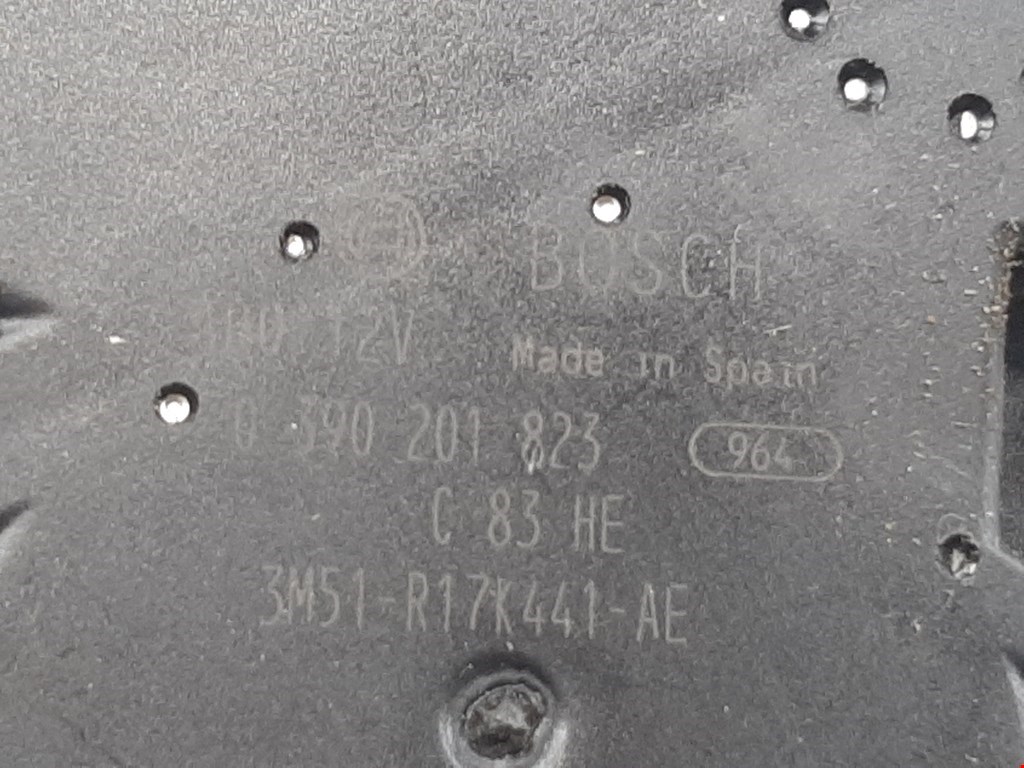 BOSCH
12V
Made in Spain
0 390 201 823 964
C 83 HE
3M51-R17K441-AE